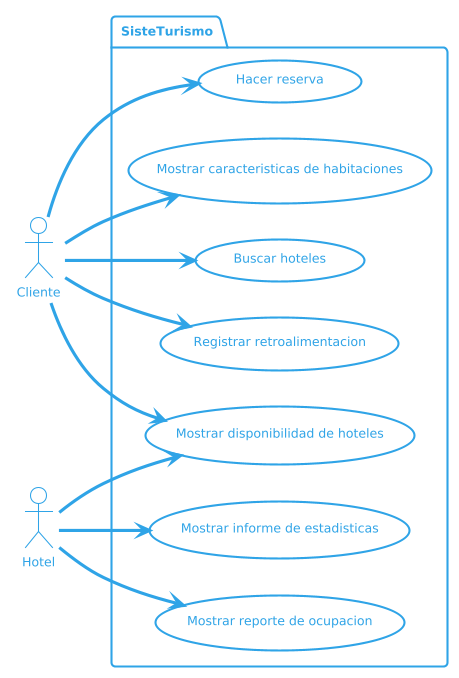 SisteTurismo
Hacer reserva
Mostrar caracteristicas de habitaciones
Buscar hoteles
Cliente
Registrar retroalimentacion
Mostrar disponibilidad de hoteles
Mostrar informe de estadisticas
Hotel
Mostrar reporte de ocupacion